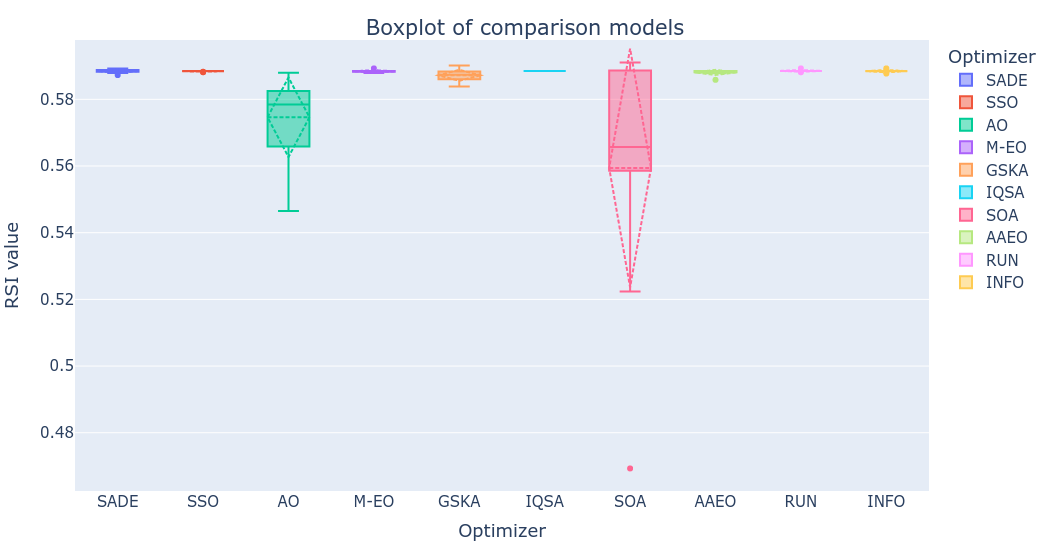 Boxplot of comparison models
RSI value
0.58
0.56
0.54
0.52
0.5
0.48
SADE
SSO
AO
M-EO
GSKA
IQSA
SOA
AAEO
RUN
INFO
Optimizer
Optimizer
SADE
SSO
AO
M-EO
GSKA
IQSA
SOA
AAEO
RUN
INFO